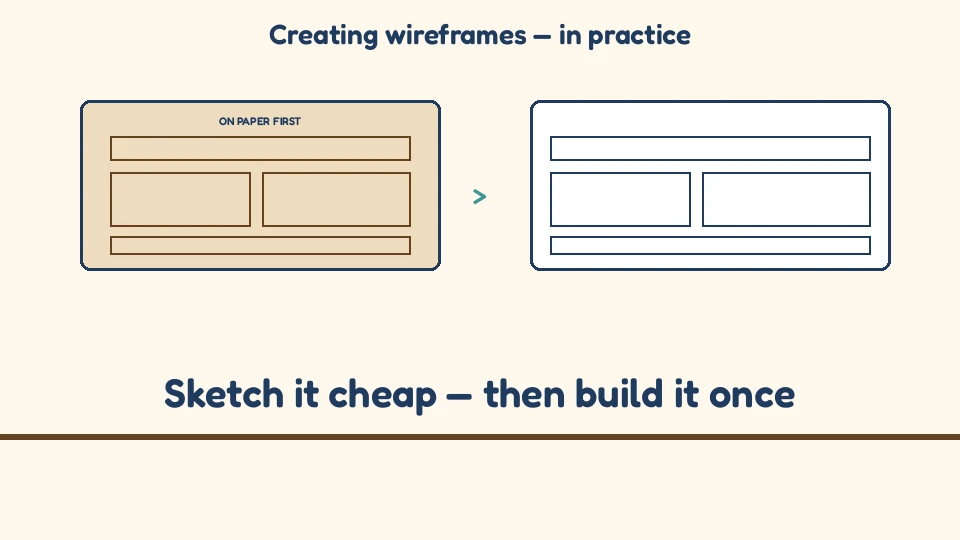 Creating wireframes — in practice
ON PAPER FIRST
>
Sketch it cheap — then build it once